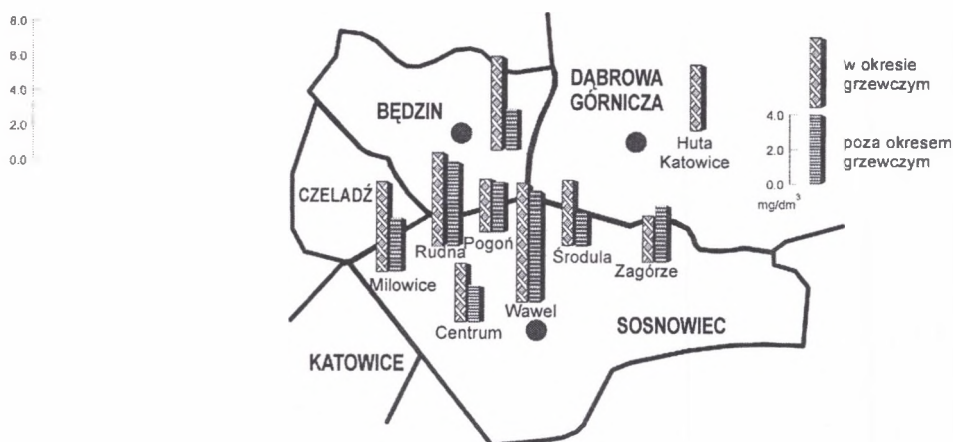 8.0
6.0
4.0
2.0
0.0
BĘDZIN
DĄBROWA
GÓRNICZA
Huta
Katowice
w okresie
grzewczym
4.0
2.0
0.0
mg/dm³
poza okresem
grzewczym
CZELADŹ
Milowice
Rudna
Pogoń
Środula
Zagórze
Centrum
Wawel
SOSNOWIEC
KATOWICE